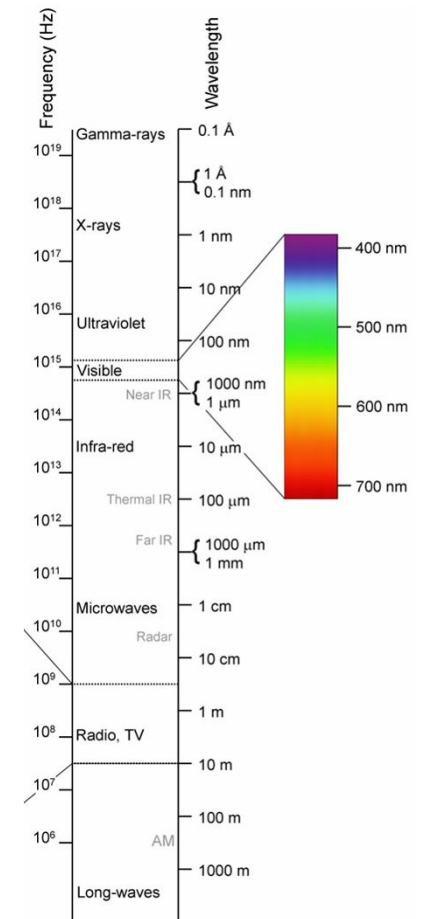 Frequency (Hz)
Wavelength
Gamma-rays
0.1 Å
10¹⁹
1 Å
0.1 nm
10¹⁸
X-rays
1 nm
400 nm
10¹⁷
10 nm
10¹⁶
Ultraviolet
500 nm
100 nm
10¹⁵
Visible
1000 nm
Near IR
1 μm
600 nm
10¹⁴
Infra-red
10 μm
10¹³
700 nm
Thermal IR
100 μm
10¹²
Far IR
1000 μm
1 mm
10¹¹
Microwaves
1 cm
10¹⁰
Radar
10 cm
10⁹
1 m
10⁸
Radio, TV
10 m
10⁷
100 m
10⁶
AM
1000 m
Long-waves